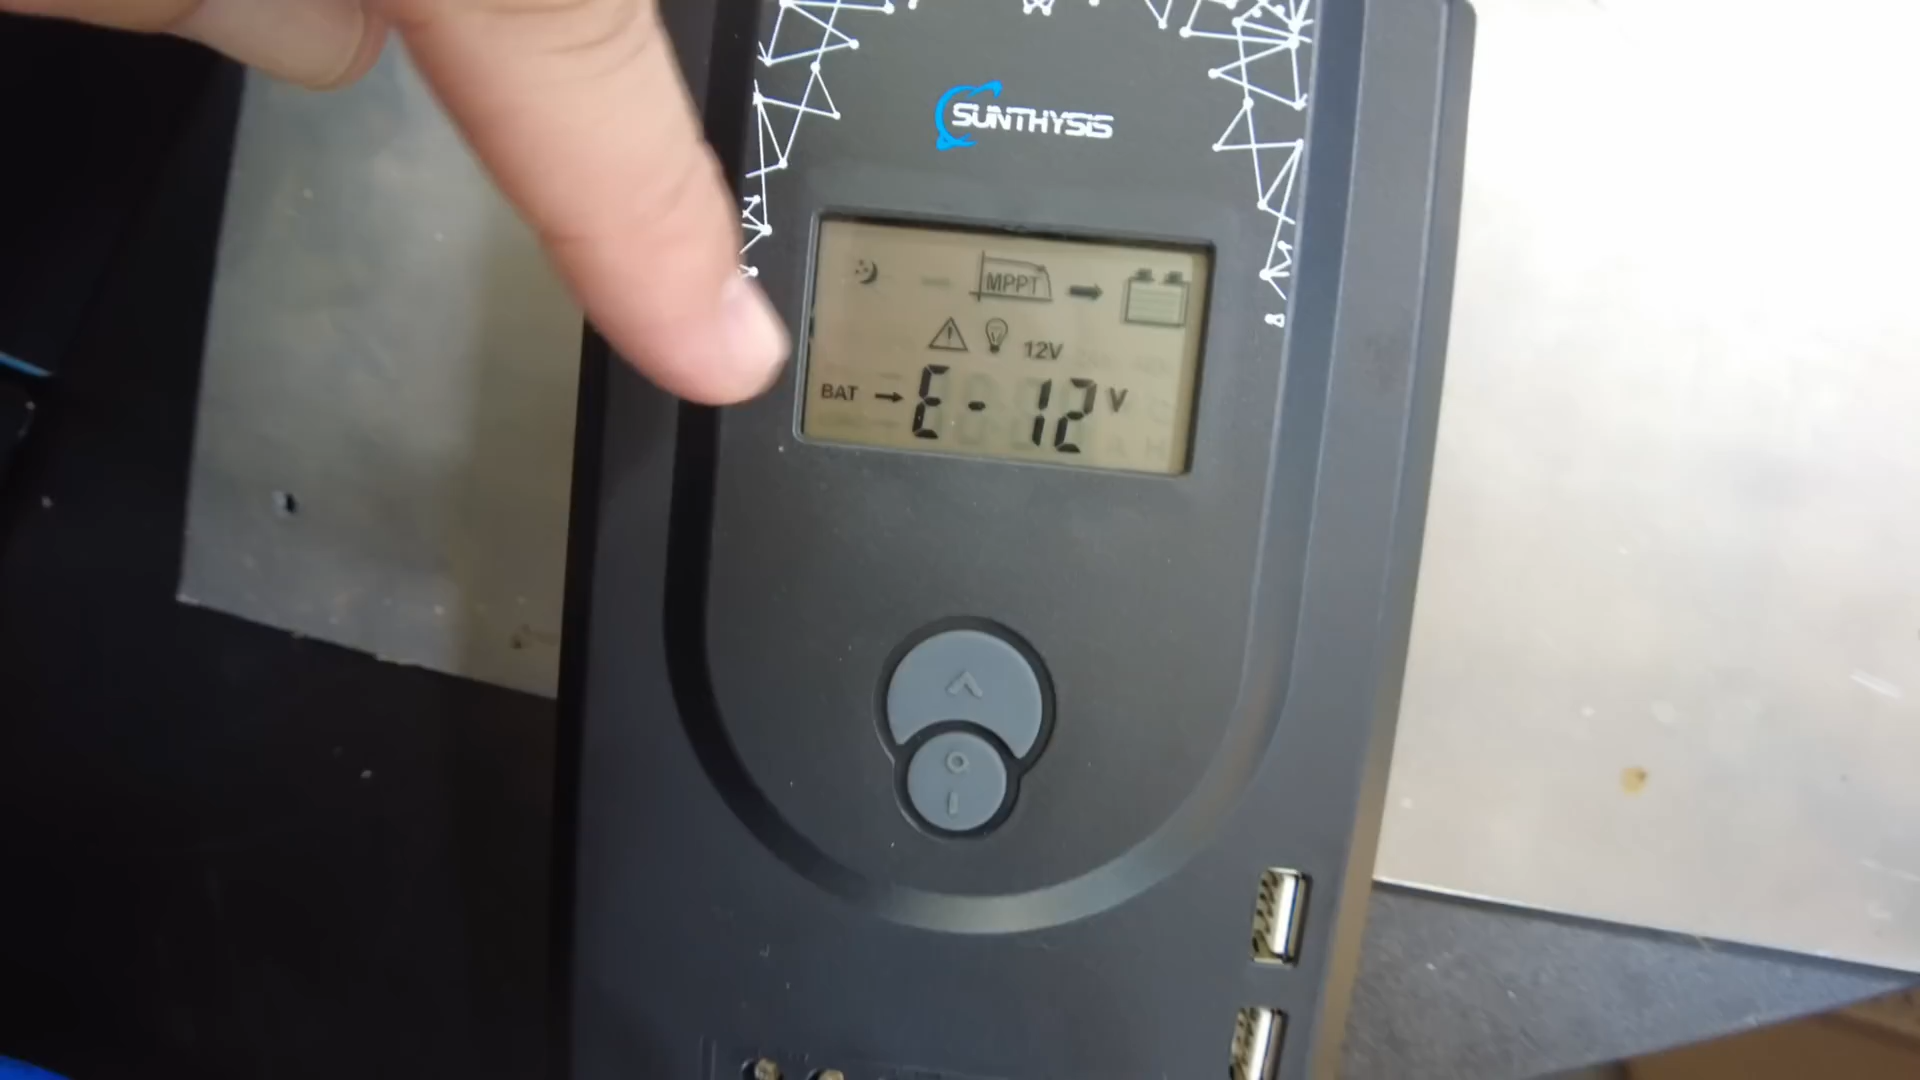 SUNTHYSIS
MPPT
12V
BAT → E - 12 V